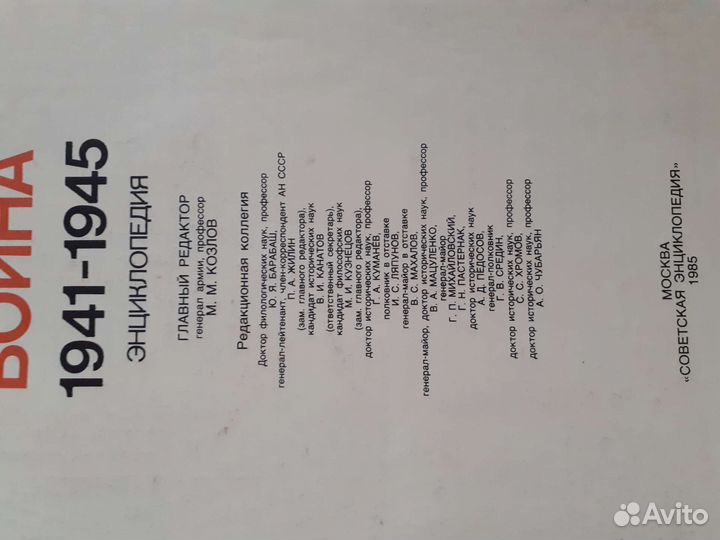 ВОЙНА
1941-1945
ЭНЦИКЛОПЕДИЯ
ГЛАВНЫЙ РЕДАКТОР
генерал армии, профессор
М. М. КОЗЛОВ
Редакционная коллегия
Доктор филологических наук, профессор
Ю. Я. БАРАБАШ,
генерал-лейтенант, член-корреспондент АН СССР
П. А. ЖИЛИН
(зам. главного редактора),
кандидат исторических наук
В. И. КАНАТОВ
(ответственный секретарь),
кандидат исторических наук
М. И. КУЗНЕЦОВ
(зам. главного редактора),
доктор исторических наук, профессор
Г. А. КУМАНЁВ,
полковник в отставке
И. С. ЛЯПУНОВ,
генерал-майор в отставке
В. С. МАХАЛОВ,
генерал-майор, доктор исторических наук, профессор
В. А. МАЦУЛЕНКО,
генерал-майор
Г. П. МИХАЛОВСКИЙ,
Г. Н. ПАСТЕРНАК,
доктор исторических наук
А. Д. ПЕДОСОВ,
генерал-полковник
Г. В. СРЕДИН,
доктор исторических наук, профессор
С. С. ХРОМОВ,
доктор исторических наук, профессор
А. О. ЧУБАРЬЯН
МОСКВА
«СОВЕТСКАЯ ЭНЦИКЛОПЕДИЯ»
1985
Avito